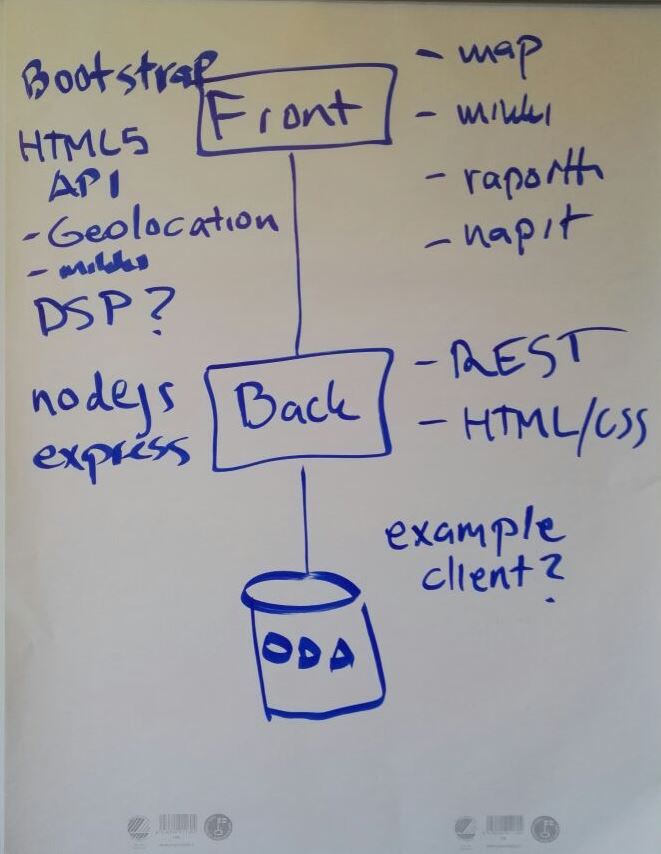 Bootstrap
HTML5
API
- Geolocation
- mikki
DSP?
nodejs
express
Front
- map
- mikki
- raportti
- napit
Back
- REST
- HTML/CSS
example
client?
ODA